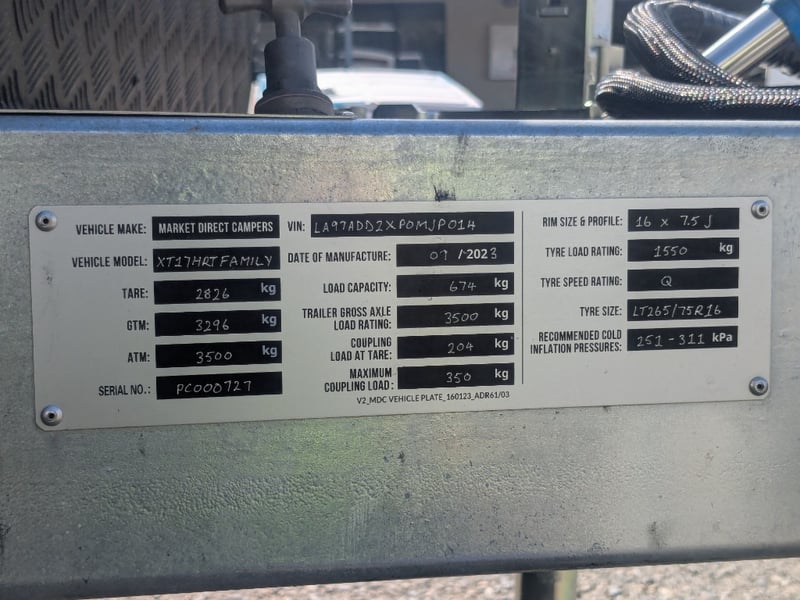 VEHICLE MAKE: MARKET DIRECT CAMPERS
VEHICLE MODEL: XT17HRT FAMILY
TARE: 2826 kg
GTM: 3296 kg
ATM: 3500 kg
SERIAL NO.: PC000727
VIN: LA97ADD2XP0MJP014
DATE OF MANUFACTURE: 07 / 2023
LOAD CAPACITY: 674 kg
TRAILER GROSS AXLE
LOAD RATING: 3500 kg
COUPLING
LOAD AT TARE: 204 kg
MAXIMUM
COUPLING LOAD: 350 kg
V2_MDC VEHICLE PLATE_160123_ADR61/03
RIM SIZE & PROFILE: 16 x 7.5 J
TYRE LOAD RATING: 1550 kg
TYRE SPEED RATING: Q
TYRE SIZE: LT265/75R16
RECOMMENDED COLD
INFLATION PRESSURES: 251 - 311 kPa